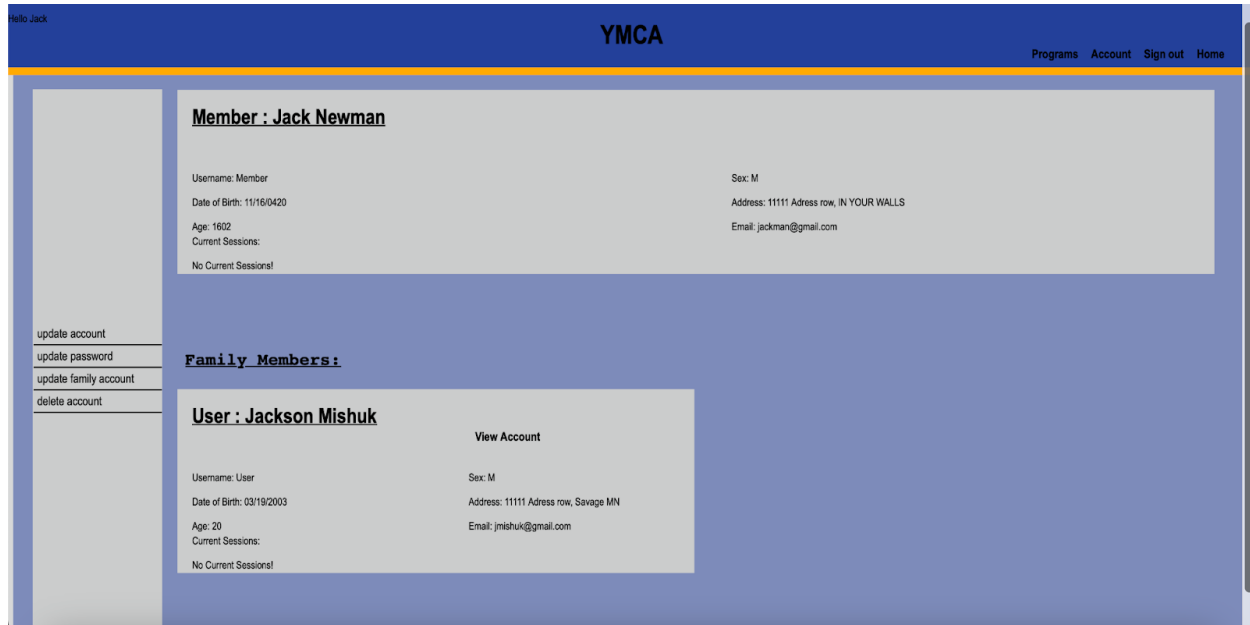 Hello Jack
YMCA
Programs Account Sign out Home
Member : Jack Newman
Username: Member
Sex: M
Date of Birth: 11/16/0420
Address: 11111 Adress row, IN YOUR WALLS
Age: 1602
Email: jackman@gmail.com
Current Sessions:
No Current Sessions!
update account
update password
update family account
delete account
Family Members:
User : Jackson Mishuk
View Account
Username: User
Sex: M
Date of Birth: 03/19/2003
Address: 11111 Adress row, Savage MN
Age: 20
Email: jmishuk@gmail.com
Current Sessions:
No Current Sessions!